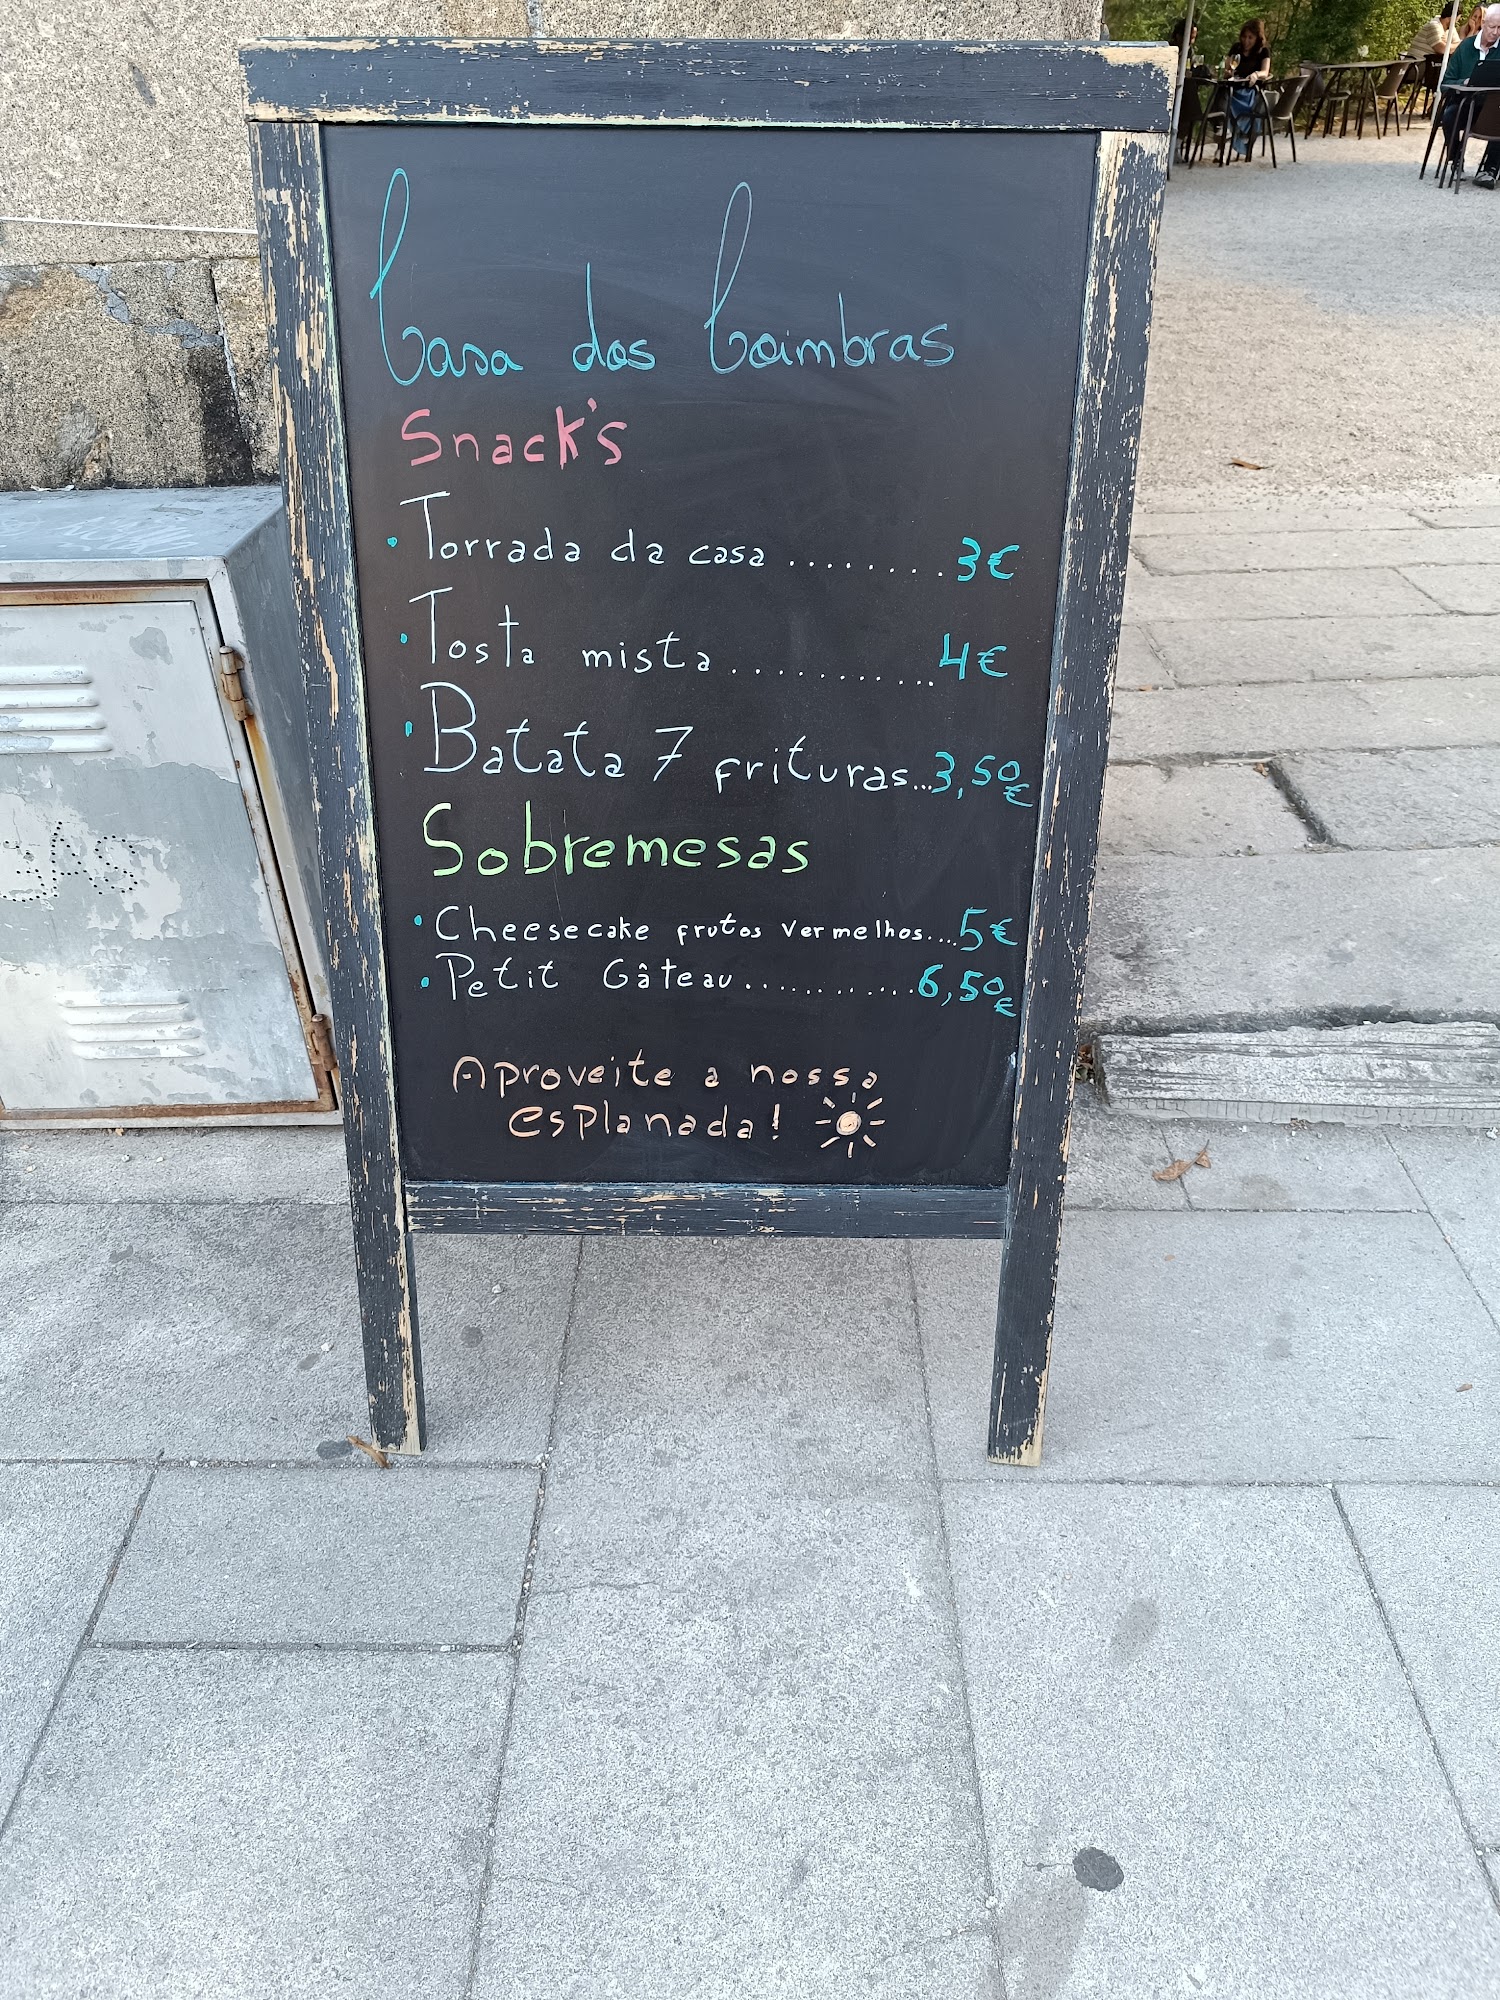 Casa dos Coimbras
Snack's
• Torrada da casa ........ 3€
• Tosta mista ........... 4€
• Batata 7 frituras... 3,50€
Sobremesas
• Cheesecake frutos vermelhos.... 5€
• Petit Gâteau ............ 6,50€
Aproveite a nossa
esplanada!